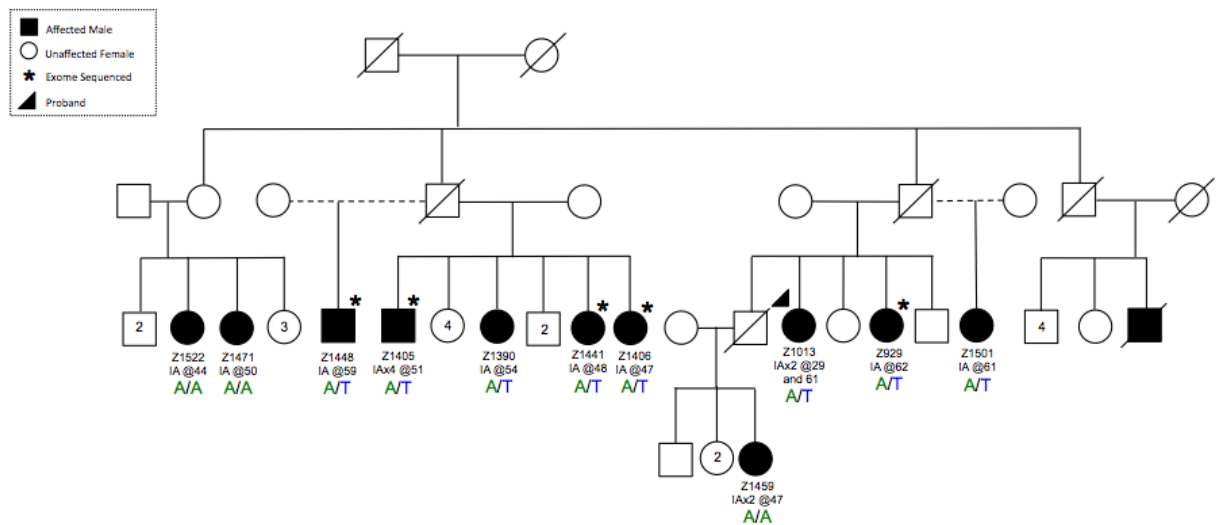 Affected Male
Unaffected Female
* Exome Sequenced
Proband
2
3
* 
*
4
2
*
*
*
4
Z1522
IA @44
A/A
Z1471
IA @50
A/A
Z1448
IA @59
A/T
Z1405
IAx4 @51
A/T
Z1390
IA @54
A/T
Z1441
IA @48
A/T
Z1406
IA @47
A/T
Z1013
IAx2 @29
and 61
A/T
Z929
IA @62
A/T
Z1501
IA @61
A/T
2
Z1459
IAx2 @47
A/A